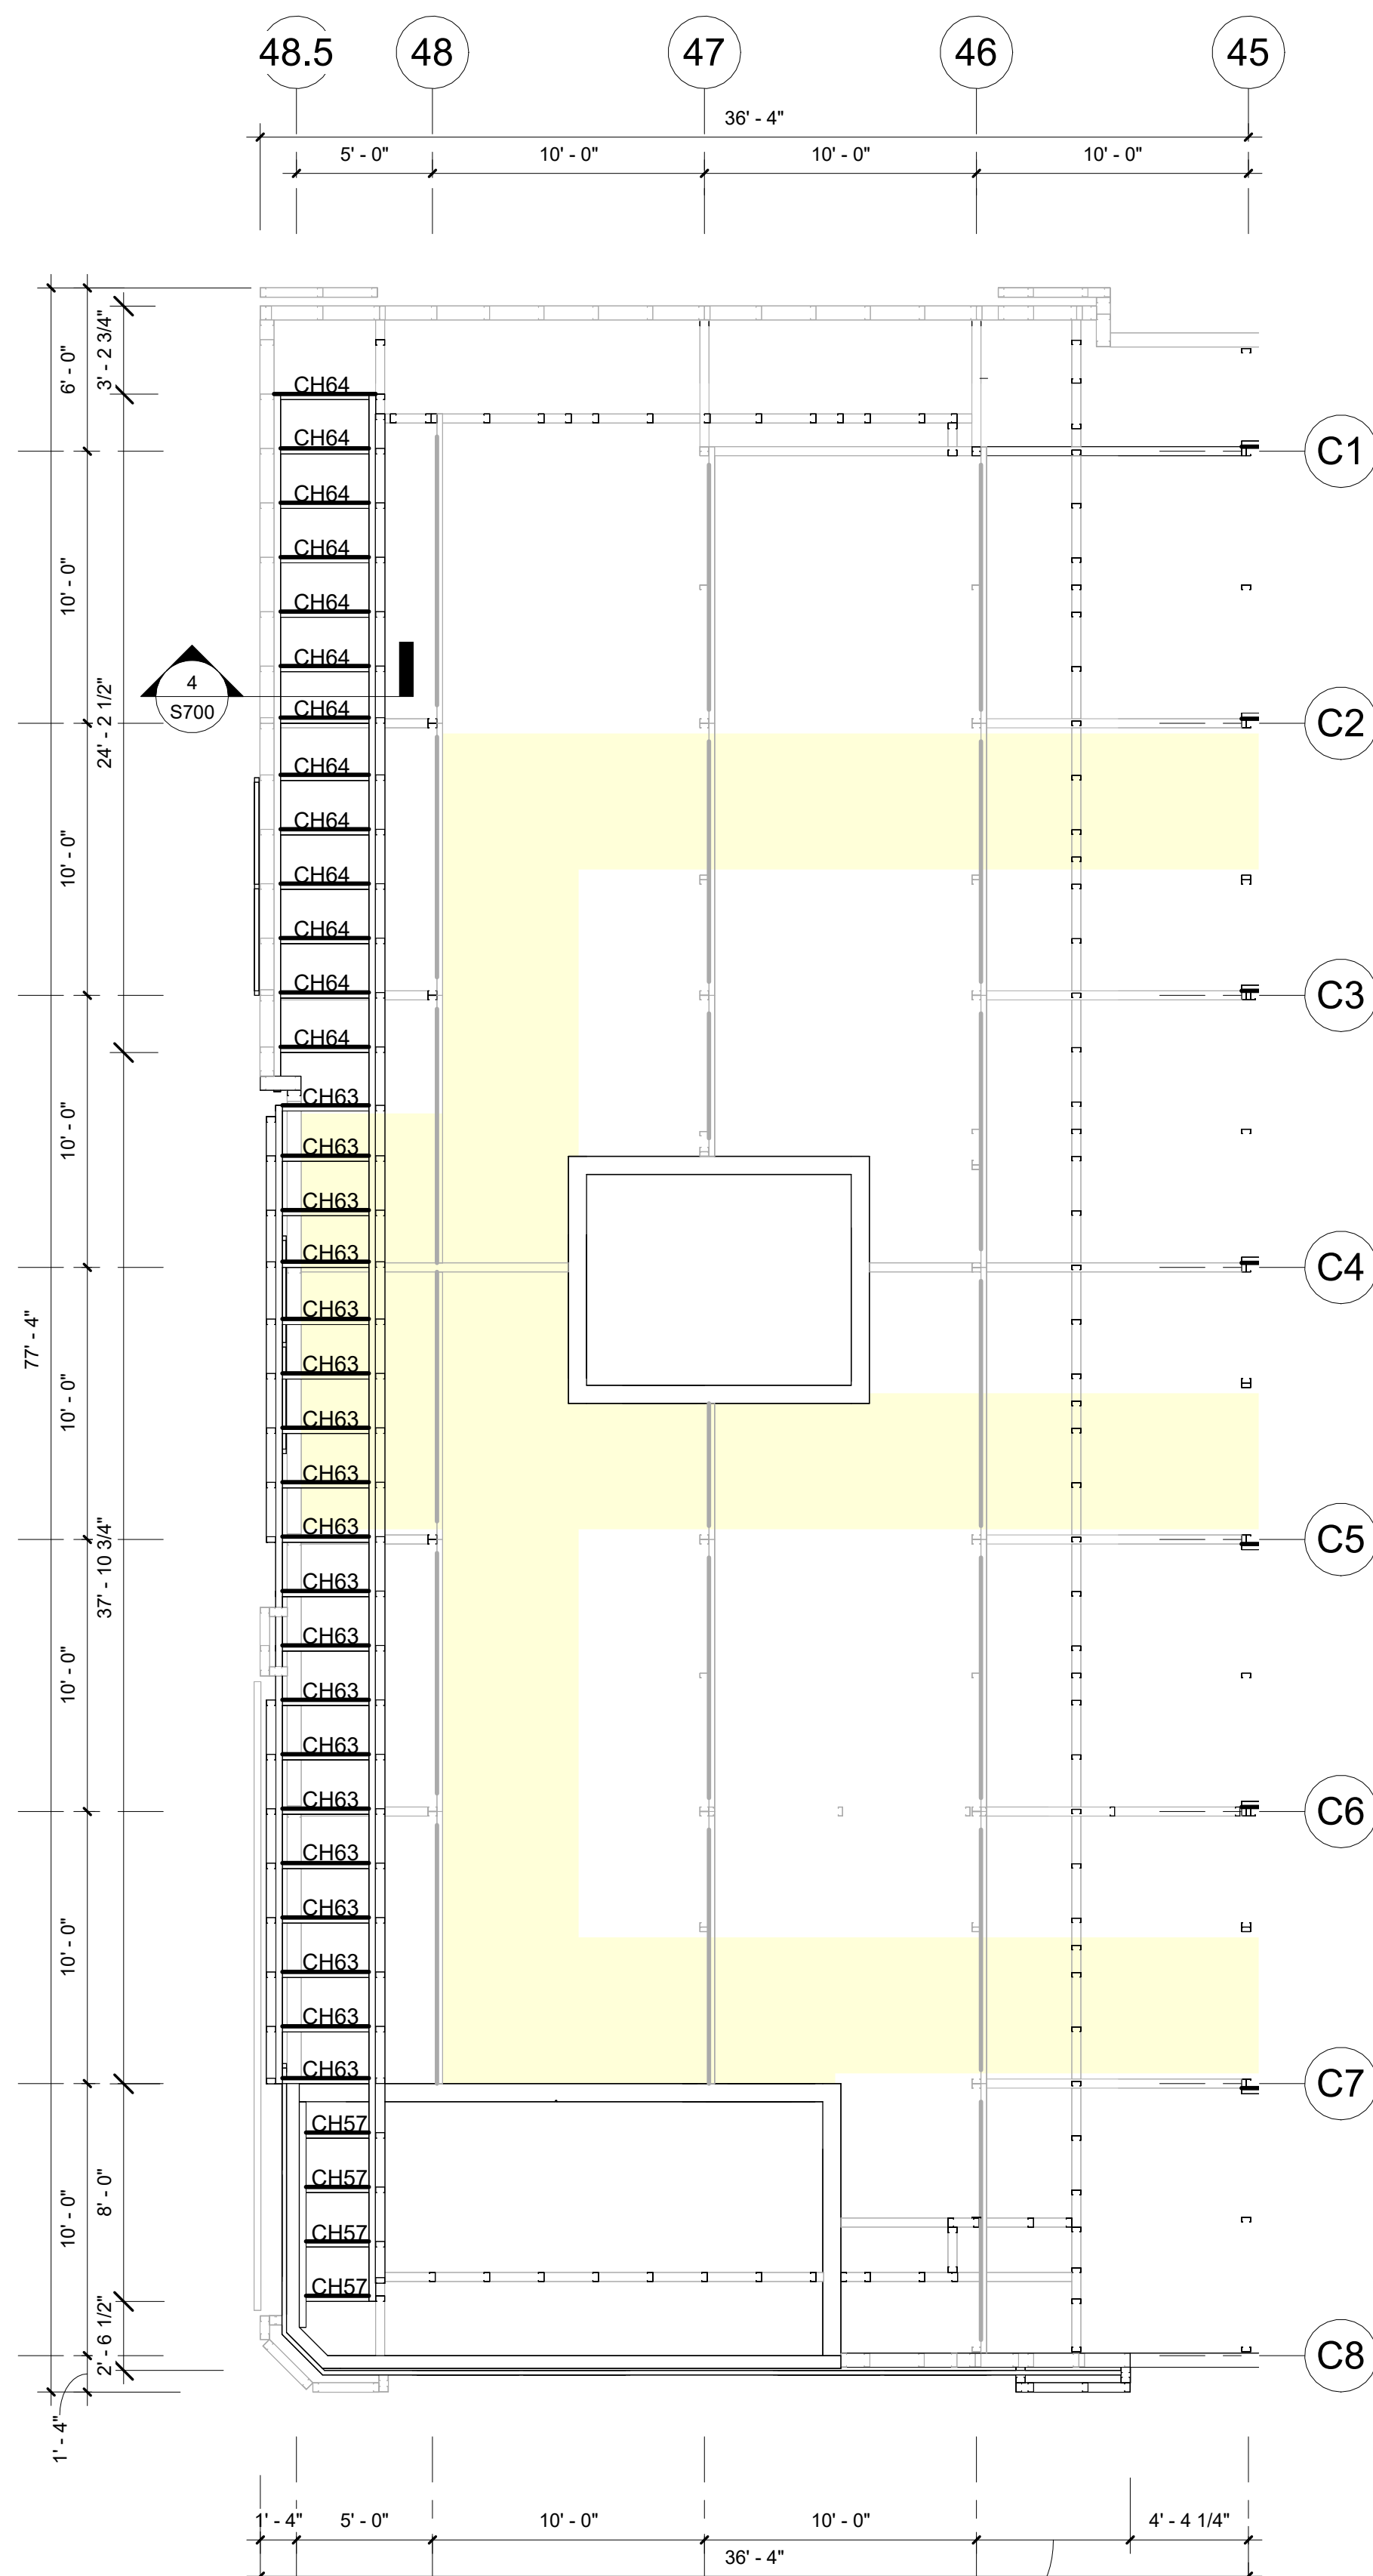 48.5 48 47 46 45
36' - 4"
5' - 0" 10' - 0" 10' - 0" 10' - 0"
3' - 2 3/4"
6' - 0"
CH64
CH64
C1
CH64
CH64
10' - 0"
CH64
CH64
4
S700
24' - 2 1/2"
CH64
C2
CH64
CH64
10' - 0"
CH64
CH64
CH64
C3
CH64
CH63
10' - 0"
CH63
CH63
CH63
C4
CH63
77' - 4"
CH63
10' - 0"
CH63
CH63
CH63
C5
37' - 10 3/4"
CH63
CH63
10' - 0"
CH63
CH63
CH63
C6
CH63
CH63
10' - 0"
CH63
CH63
CH63
C7
CH57
CH57
8' - 0"
10' - 0"
CH57
CH57
2' - 6 1/2"
C8
1' - 4"
1' - 4" 5' - 0" 10' - 0" 10' - 0" 4' - 4 1/4"
36' - 4"